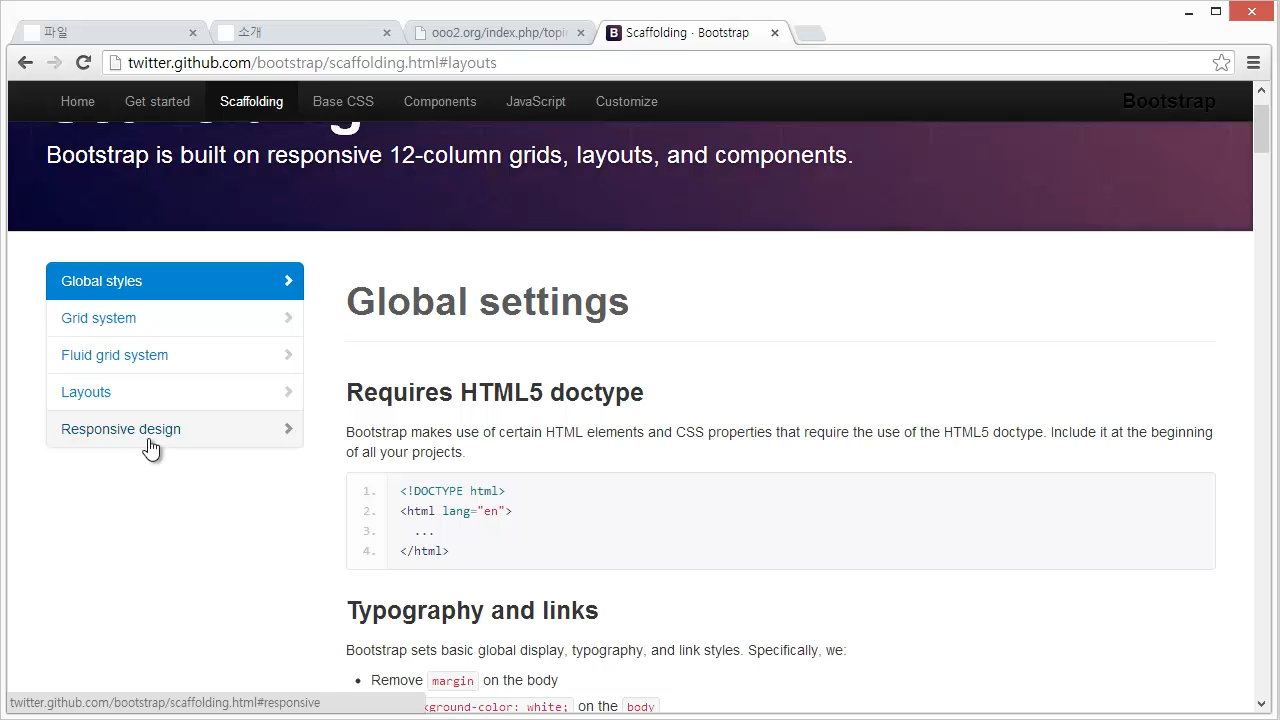 파일
소개
ooo2.org/index.php/topi
B Scaffolding · Bootstrap
twitter.github.com/bootstrap/scaffolding.html#layouts
Home Get started Scaffolding Base CSS Components JavaScript Customize Bootstrap
Bootstrap is built on responsive 12-column grids, layouts, and components.
Global styles
Grid system
Fluid grid system
Layouts
Responsive design
Global settings
Requires HTML5 doctype
Bootstrap makes use of certain HTML elements and CSS properties that require the use of the HTML5 doctype. Include it at the beginning
of all your projects.
1. <!DOCTYPE html>
2. <html lang="en">
3. ...
4. </html>
Typography and links
Bootstrap sets basic global display, typography, and link styles. Specifically, we:
• Remove margin on the body
kground-color: white; on the body
twitter.github.com/bootstrap/scaffolding.html#responsive